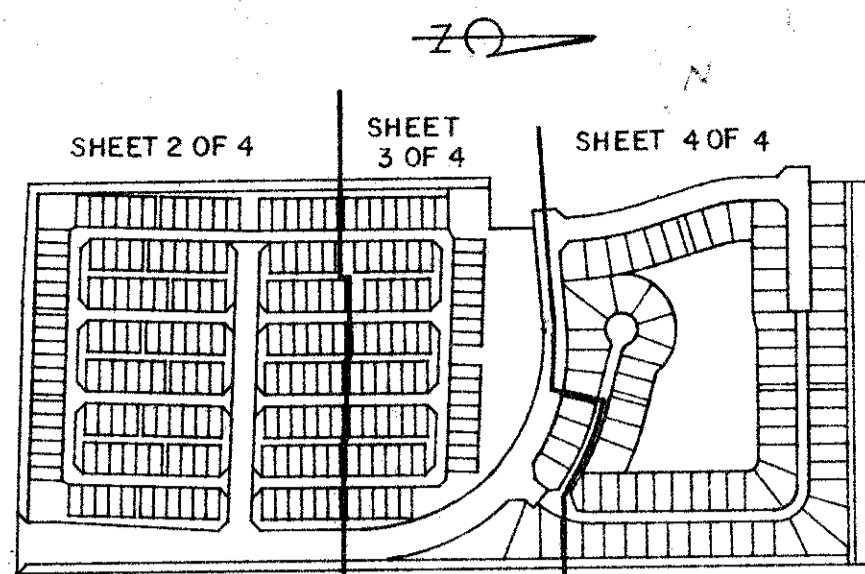 N
N
SHEET 2 OF 4
SHEET
3 OF 4
SHEET 4 OF 4